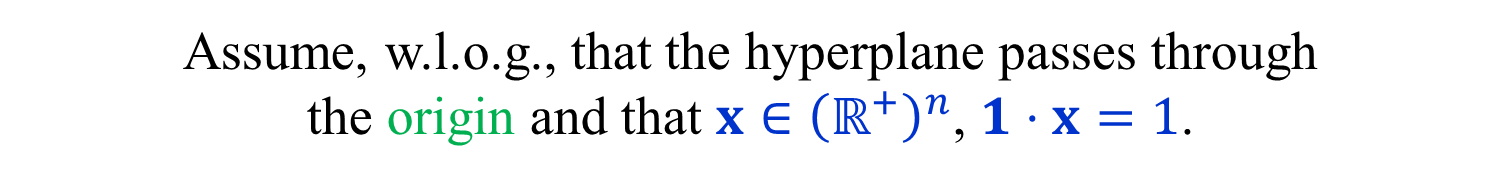 Assume, w.l.o.g., that the hyperplane passes through
the origin and that 𝐱 ∈ (ℝ⁺)ⁿ, 𝟏 · 𝐱 = 1.